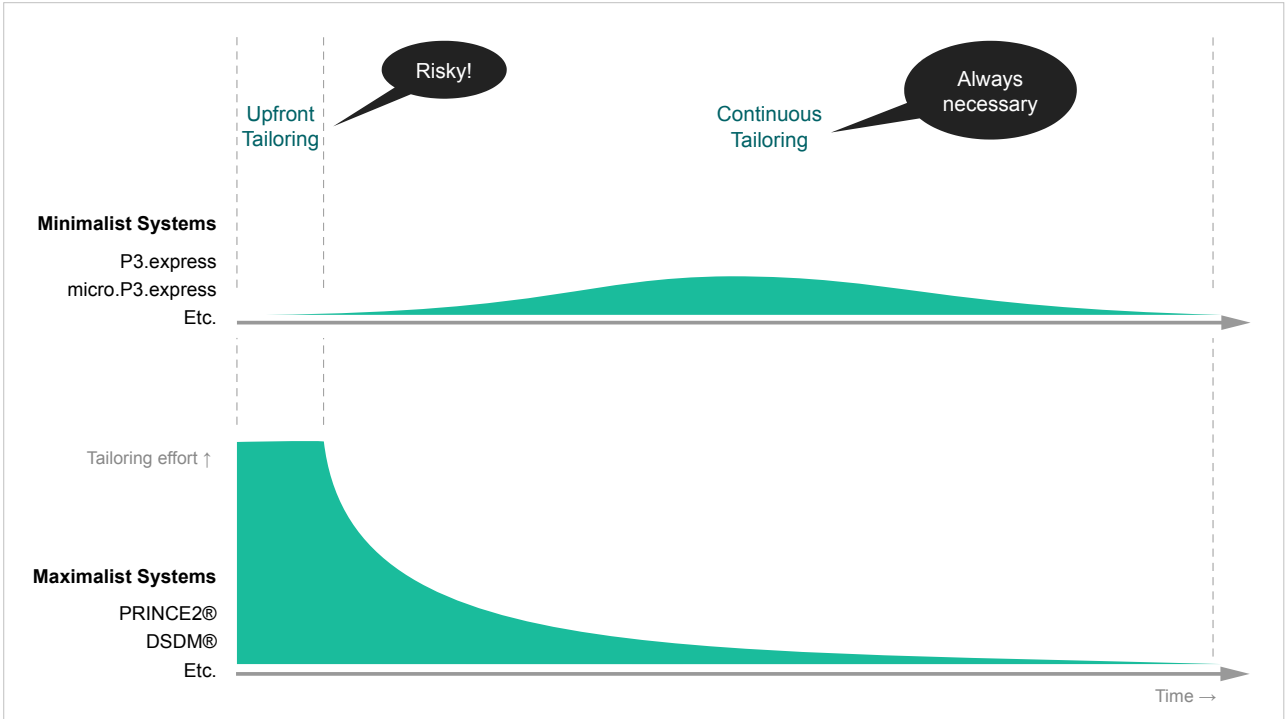 Risky!
Always
necessary
Upfront
Tailoring
Continuous
Tailoring
Minimalist Systems
P3.express
micro.P3.express
Etc.
Tailoring effort ↑
Maximalist Systems
PRINCE2®
DSDM®
Etc.
Time →